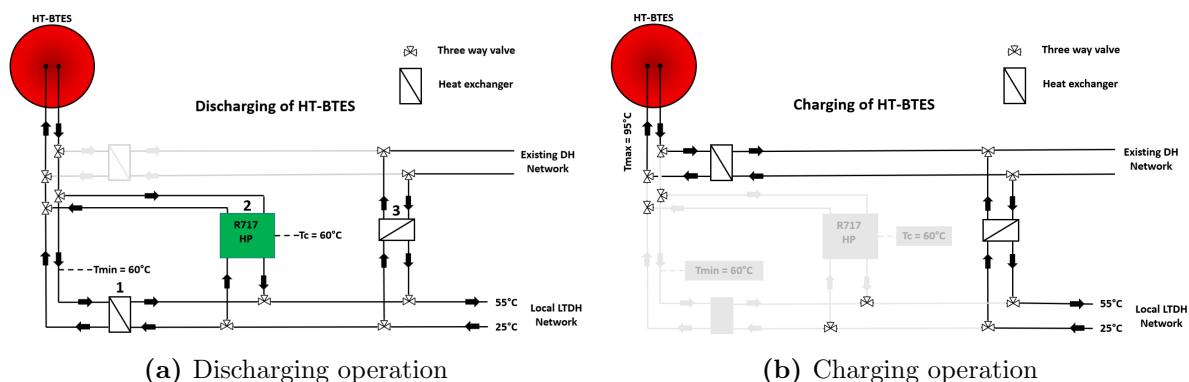 HT-BTES
Three way valve
Heat exchanger
Discharging of HT-BTES
Existing DH
Network
2
R717
HP
Tc = 60°C
3
Tmin = 60°C
1
55°C
Local LTDH
Network
25°C
(a) Discharging operation
HT-BTES
Three way valve
Heat exchanger
Charging of HT-BTES
Tmax = 95°C
Existing DH
Network
R717
HP
Tc = 60°C
Tmin = 60°C
55°C
Local LTDH
Network
25°C
(b) Charging operation